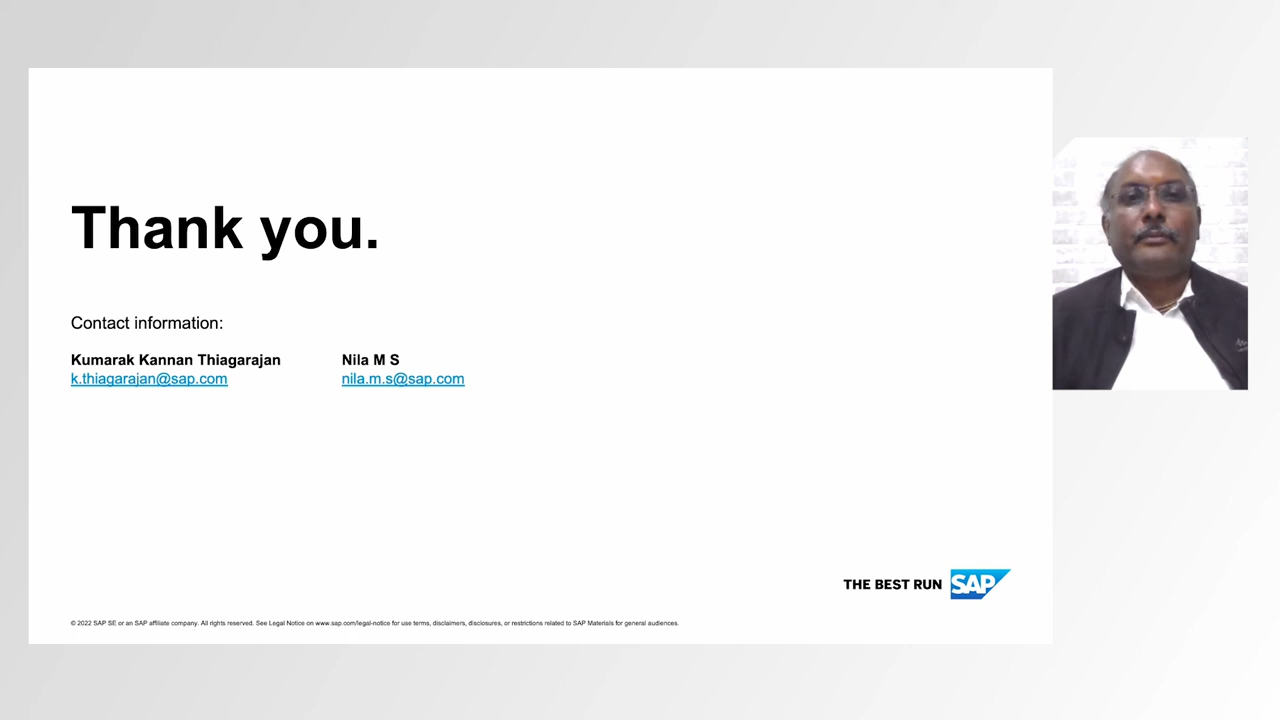 Thank you.
Contact information:
Kumarak Kannan Thiagarajan
k.thiagarajan@sap.com
Nila M S
nila.m.s@sap.com
THE BEST RUN SAP
© 2022 SAP SE or an SAP affiliate company. All rights reserved. See Legal Notice on www.sap.com/legal-notice for use terms, disclaimers, disclosures, or restrictions related to SAP Materials for general audiences.